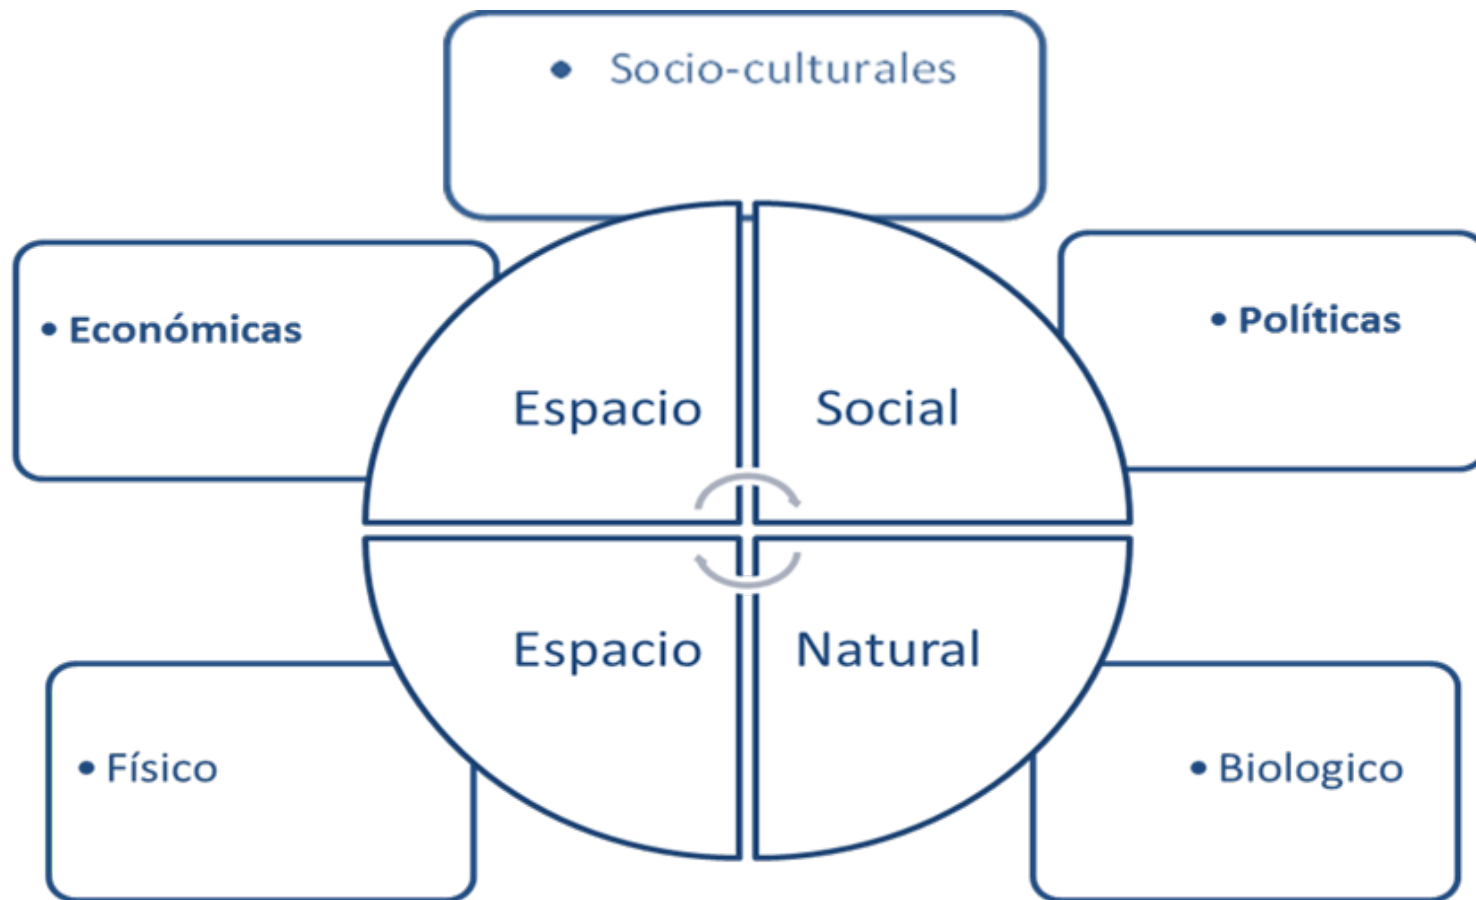 • Socio-culturales
• Económicas
• Políticas
Espacio Social
Espacio Natural
• Físico
• Biologico